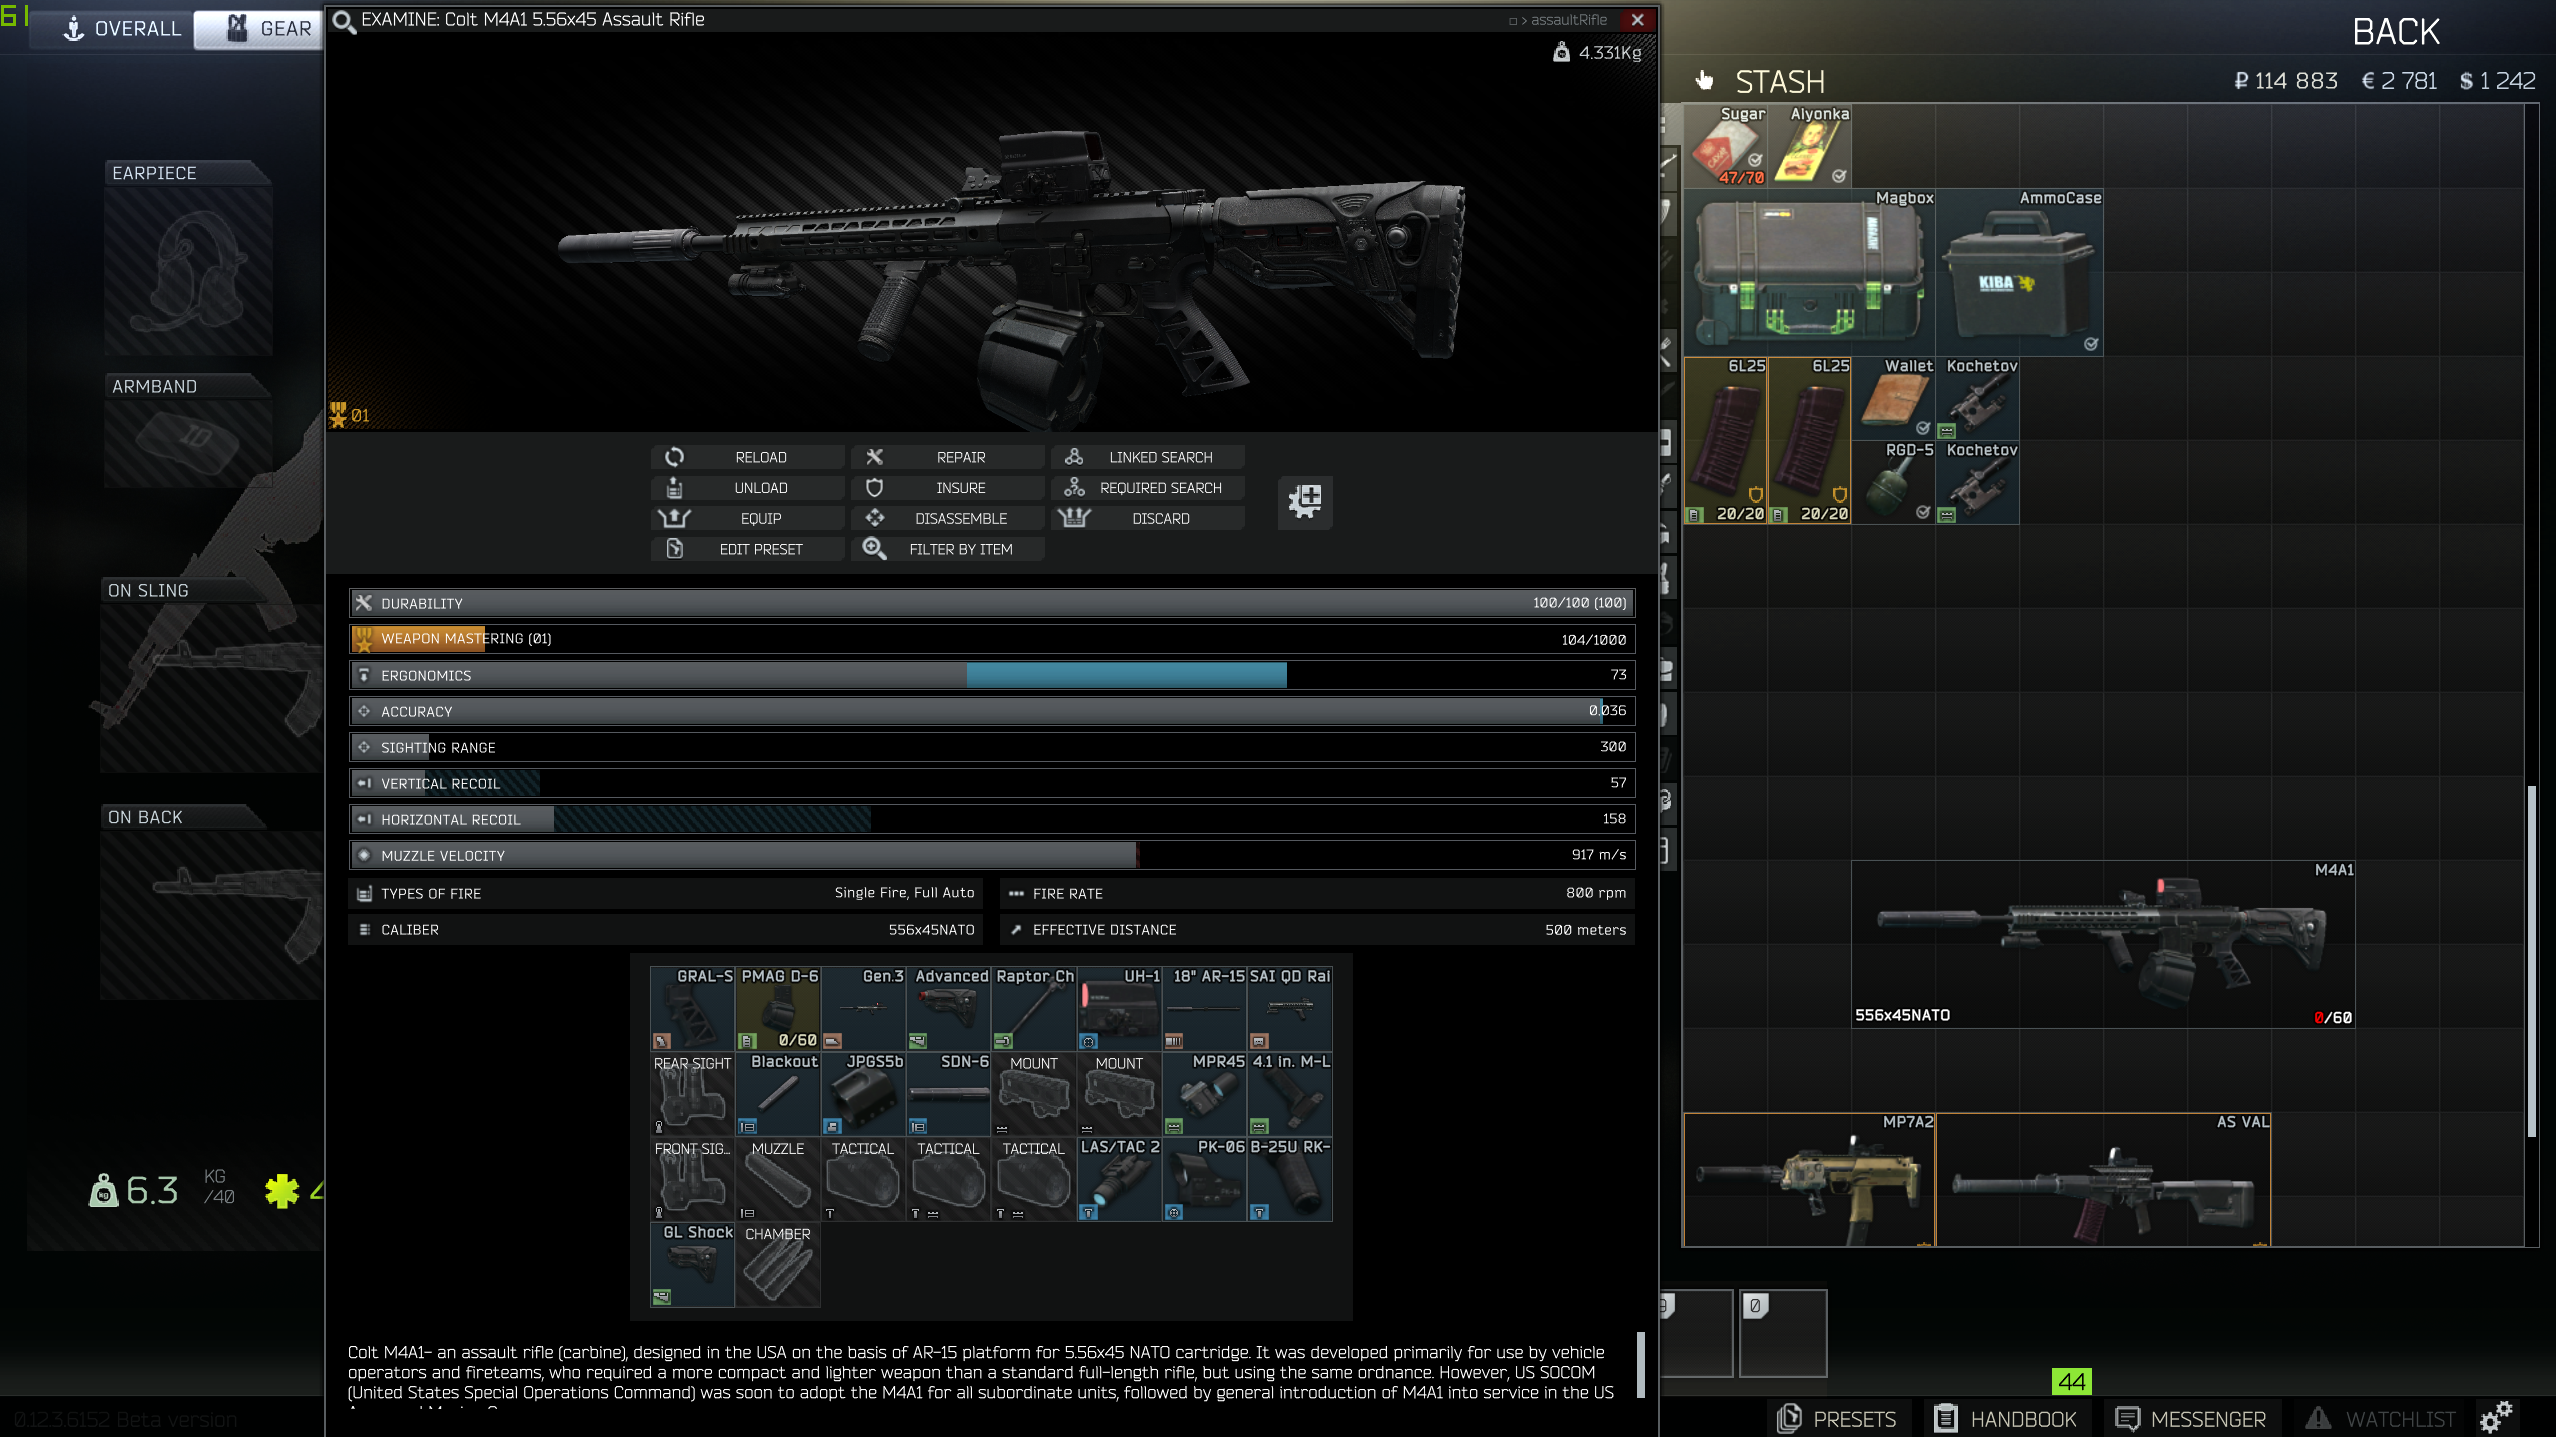 61
OVERALL
GEAR
EXAMINE: Colt M4A1 5.56x45 Assault Rifle
> assaultRifle
BACK
4.331Kg
STASH
₽ 114 883 € 2 781 $ 1 242
EARPIECE
ARMBAND
ON SLING
ON BACK
01
RELOAD
REPAIR
LINKED SEARCH
UNLOAD
INSURE
REQUIRED SEARCH
EQUIP
DISASSEMBLE
DISCARD
EDIT PRESET
FILTER BY ITEM
DURABILITY 100/100 (100)
WEAPON MASTERING (01) 104/1000
ERGONOMICS 73
ACCURACY 0,036
SIGHTING RANGE 300
VERTICAL RECOIL 57
HORIZONTAL RECOIL 158
MUZZLE VELOCITY 917 m/s
TYPES OF FIRE Single Fire, Full Auto
FIRE RATE 800 rpm
CALIBER 556x45NATO
EFFECTIVE DISTANCE 500 meters
GRAL-S PMAG D-6 Gen.3 Advanced Raptor Ch UH-1 18" AR-15 SAI QD Rai
0/60
REAR SIGHT Blackout JPGS5b SDN-6 MOUNT MOUNT MPR45 4.1 in. M-L
FRONT SIG... MUZZLE TACTICAL TACTICAL TACTICAL LAS/TAC 2 PK-06 B-25U RK-
GL Shock CHAMBER
Colt M4A1- an assault rifle (carbine), designed in the USA on the basis of AR-15 platform for 5.56x45 NATO cartridge. It was developed primarily for use by vehicle
operators and fireteams, who required a more compact and lighter weapon than a standard full-length rifle, but using the same ordnance. However, US SOCOM
(United States Special Operations Command) was soon to adopt the M4A1 for all subordinate units, followed by general introduction of M4A1 into service in the US
6.3
KG
/40
0.12.3.6152 Beta version
Sugar Alyonka
47/70
Magbox AmmoCase
KIBA
6L25 6L25 Wallet Kochetov
RGD-5 Kochetov
20/20 20/20
M4A1
556x45NATO 0/60
MP7A2 AS VAL
0
44
PRESETS
HANDBOOK
MESSENGER
WATCHLIST